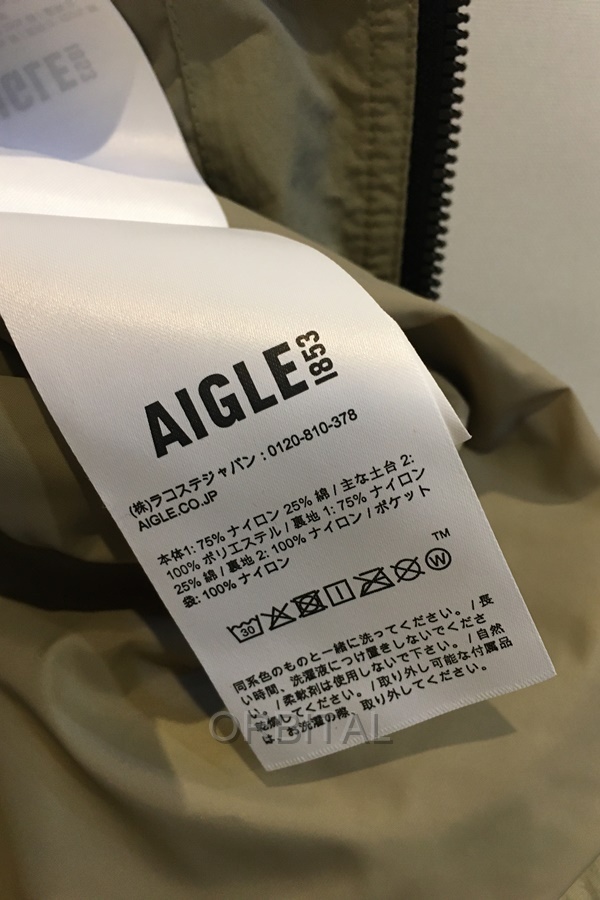 AIGLE
AIGLE 1853
(株)ラコステジャパン : 0120-810-378
AIGLE.CO.JP
本体1: 75% ナイロン 25% 綿 / 主な土台 2:
100% ポリエステル / 裏地 1: 75% ナイロン
25% 綿 / 裏地 2: 100% ナイロン / ポケット
袋: 100% ナイロン
30 W TM
同系色のものと一緒に洗ってください。 / 長
い時間、洗濯液につけ置きしないでくださ
い。 / 柔軟剤は使用しないで下さい。 / 自然
乾燥してください。 / 取り外し可能な付属品
は、お洗濯の際、取り外してください。
ORBITAL